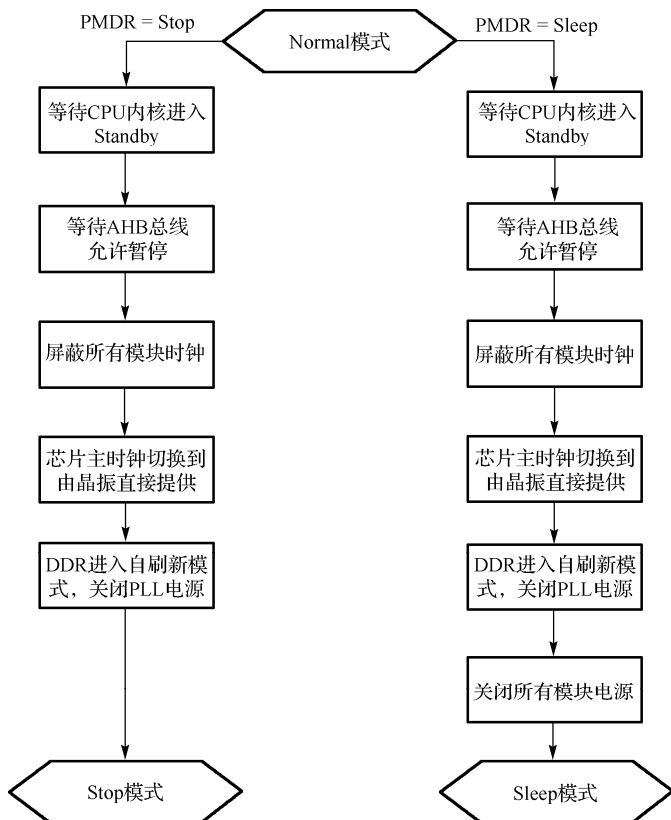 PMDR = Stop
Normal模式
PMDR = Sleep
等待CPU内核进入
Standby
等待AHB总线
允许暂停
屏蔽所有模块时钟
芯片主时钟切换到
由晶振直接提供
DDR进入自刷新模
式，关闭PLL电源
Stop模式
等待CPU内核进入
Standby
等待AHB总线
允许暂停
屏蔽所有模块时钟
芯片主时钟切换到
由晶振直接提供
DDR进入自刷新模
式，关闭PLL电源
关闭所有模块电源
Sleep模式